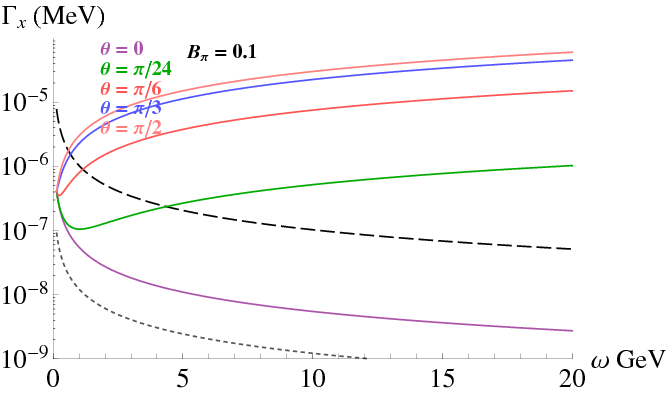 Γₓ (MeV)
θ = 0
B_π = 0.1
θ = π/24
θ = π/6
θ = π/3
θ = π/2
10⁻⁵
10⁻⁶
10⁻⁷
10⁻⁸
10⁻⁹
0 5 10 15 20
ω GeV